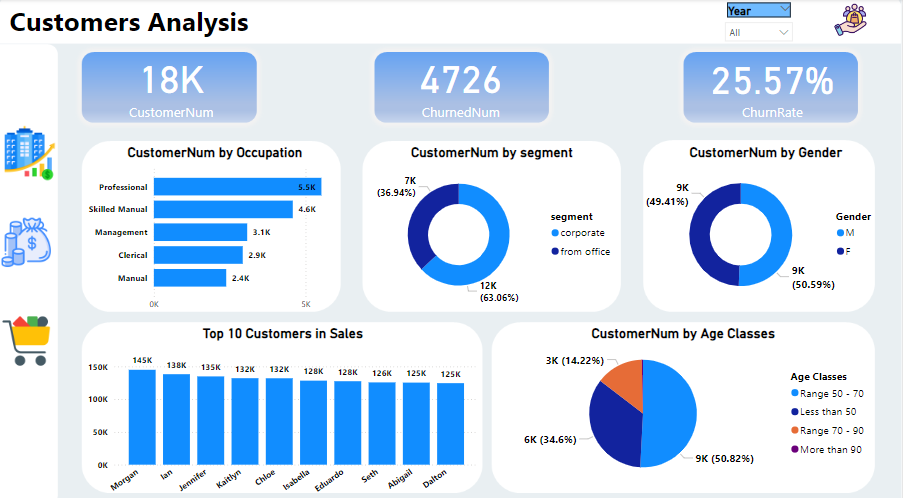 Customers Analysis
Year
All
18K
CustomerNum
4726
ChurnedNum
25.57%
ChurnRate
CustomerNum by Occupation
Professional 5.5K
Skilled Manual 4.6K
Management 3.1K
Clerical 2.9K
Manual 2.4K
0K 5K
CustomerNum by segment
7K
(36.94%)
12K
(63.06%)
segment
corporate
from office
CustomerNum by Gender
9K
(49.41%)
9K
(50.59%)
Gender
M
F
Top 10 Customers in Sales
150K
100K
50K
0K
145K 138K 135K 132K 132K 128K 128K 126K 125K 125K
Morgan Ian Jennifer Kaitlyn Chloe Isabella Eduardo Seth Abigail Dalton
CustomerNum by Age Classes
3K (14.22%)
6K (34.6%)
9K (50.82%)
Age Classes
Range 50 - 70
Less than 50
Range 70 - 90
More than 90